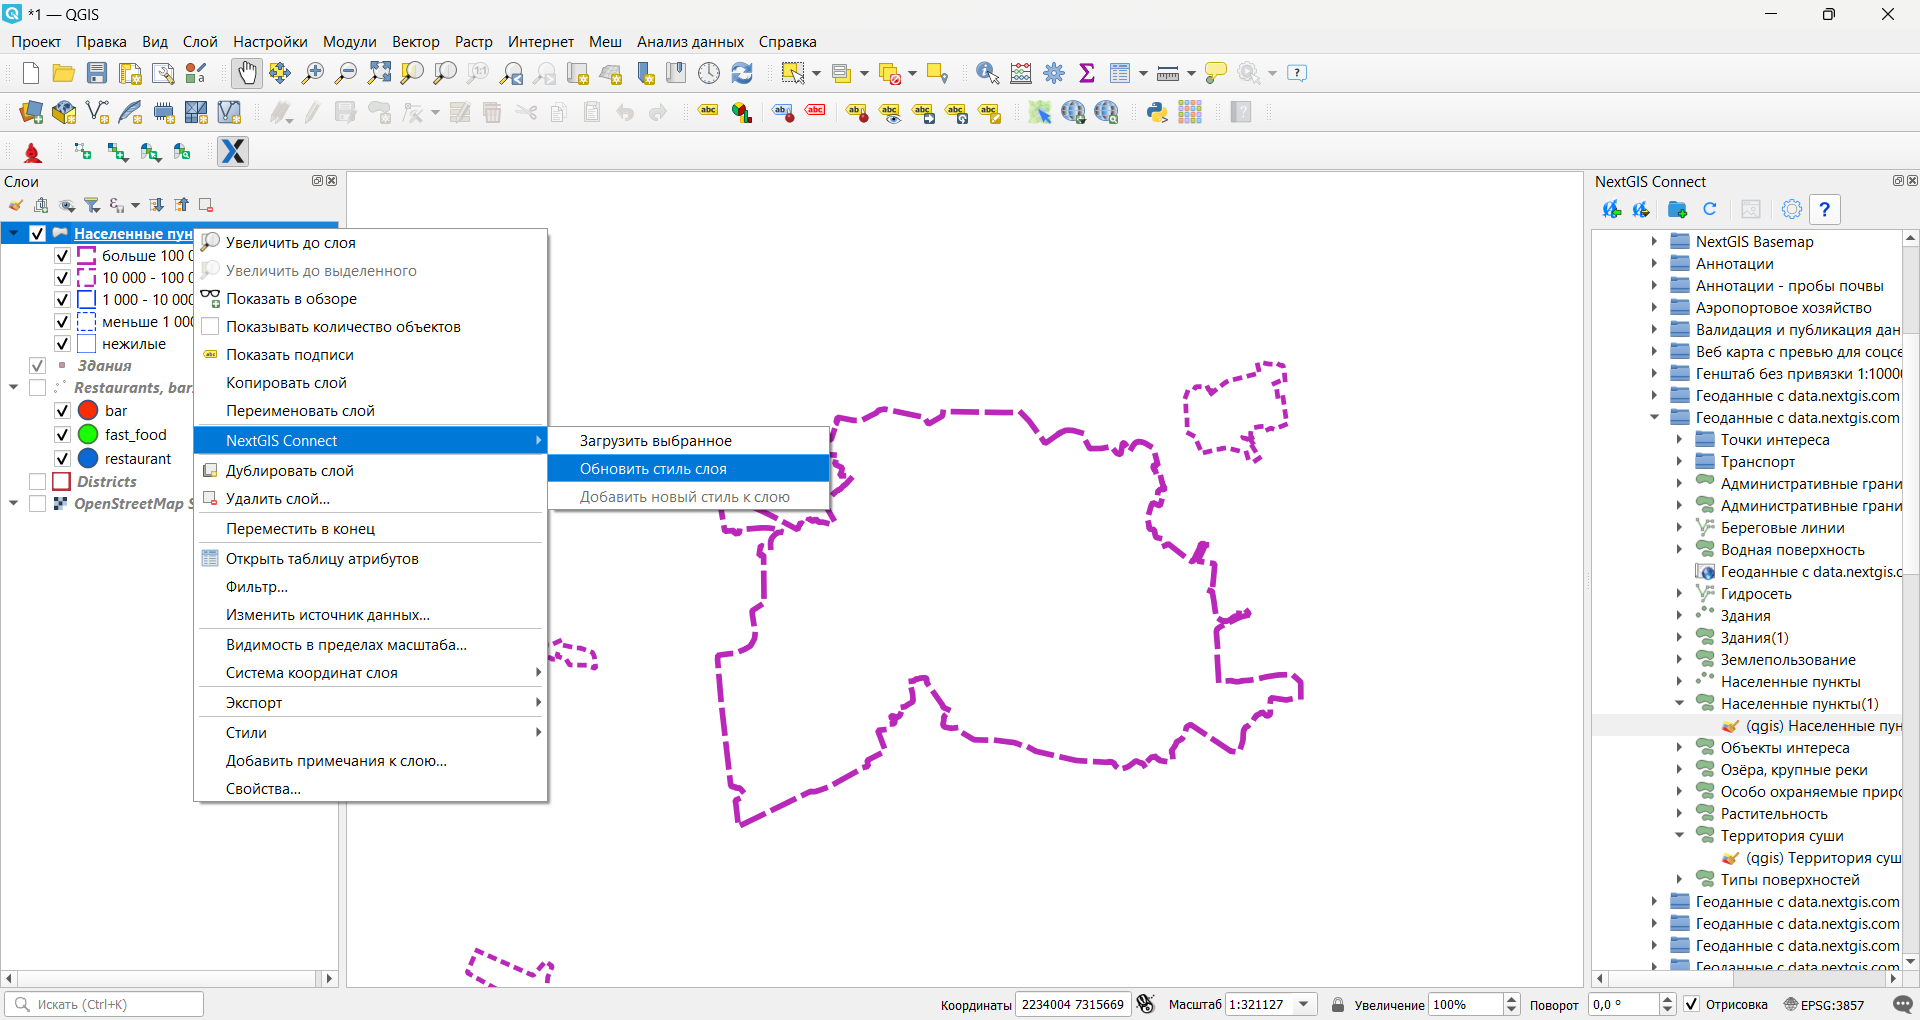 *1 — QGIS
Проект Правка Вид Слой Настройки Модули Вектор Растр Интернет Меш Анализ данных Справка
Слои
Населенные пун
больше 100 0
10 000 - 100 0
1 000 - 10 000
меньше 1 000
нежилые
Здания
Restaurants, bar
bar
fast_food
restaurant
Districts
OpenStreetMap S
Увеличить до слоя
Увеличить до выделенного
Показать в обзоре
Показывать количество объектов
Показать подписи
Копировать слой
Переименовать слой
NextGIS Connect
Дублировать слой
Удалить слой...
Переместить в конец
Открыть таблицу атрибутов
Фильтр...
Изменить источник данных...
Видимость в пределах масштаба...
Система координат слоя
Экспорт
Стили
Добавить примечания к слою...
Свойства...
Загрузить выбранное
Обновить стиль слоя
Добавить новый стиль к слою
NextGIS Connect
NextGIS Basemap
Аннотации
Аннотации - пробы почвы
Аэропортовое хозяйство
Валидация и публикация дан
Веб карта с превью для соцсе
Генштаб без привязки 1:10000
Геоданные с data.nextgis.com
Геоданные с data.nextgis.com
Точки интереса
Транспорт
Административные грани
Административные грани
Береговые линии
Водная поверхность
Геоданные с data.nextgis.c
Гидросеть
Здания
Здания(1)
Землепользование
Населенные пункты
Населенные пункты(1)
(qgis) Населенные пун
Объекты интереса
Озёра, крупные реки
Особо охраняемые приро
Растительность
Территория суши
(qgis) Территория суш
Типы поверхностей
Геоданные с data.nextgis.com
Геоданные с data.nextgis.com
Геоданные с data.nextgis.com
Геоданные с data.nextgis.com
Искать (Ctrl+K)
Координаты 2234004 7315669 Масштаб 1:321127 Увеличение 100% Поворот 0,0 ° Отрисовка EPSG:3857